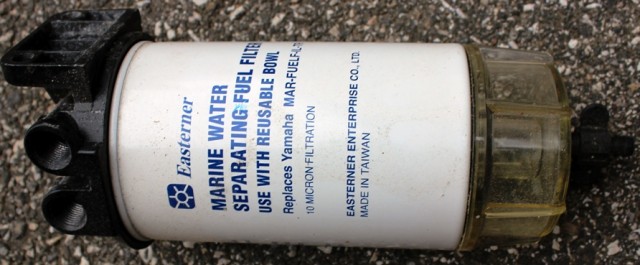 Easterner
MARINE WATER
SEPARATING FUEL FILTER
USE WITH REUSABLE BOWL
Replaces Yamaha
10 MICRON FILTRATION
EASTERNER ENTERPRISE CO., LTD.
MADE IN TAIWAN